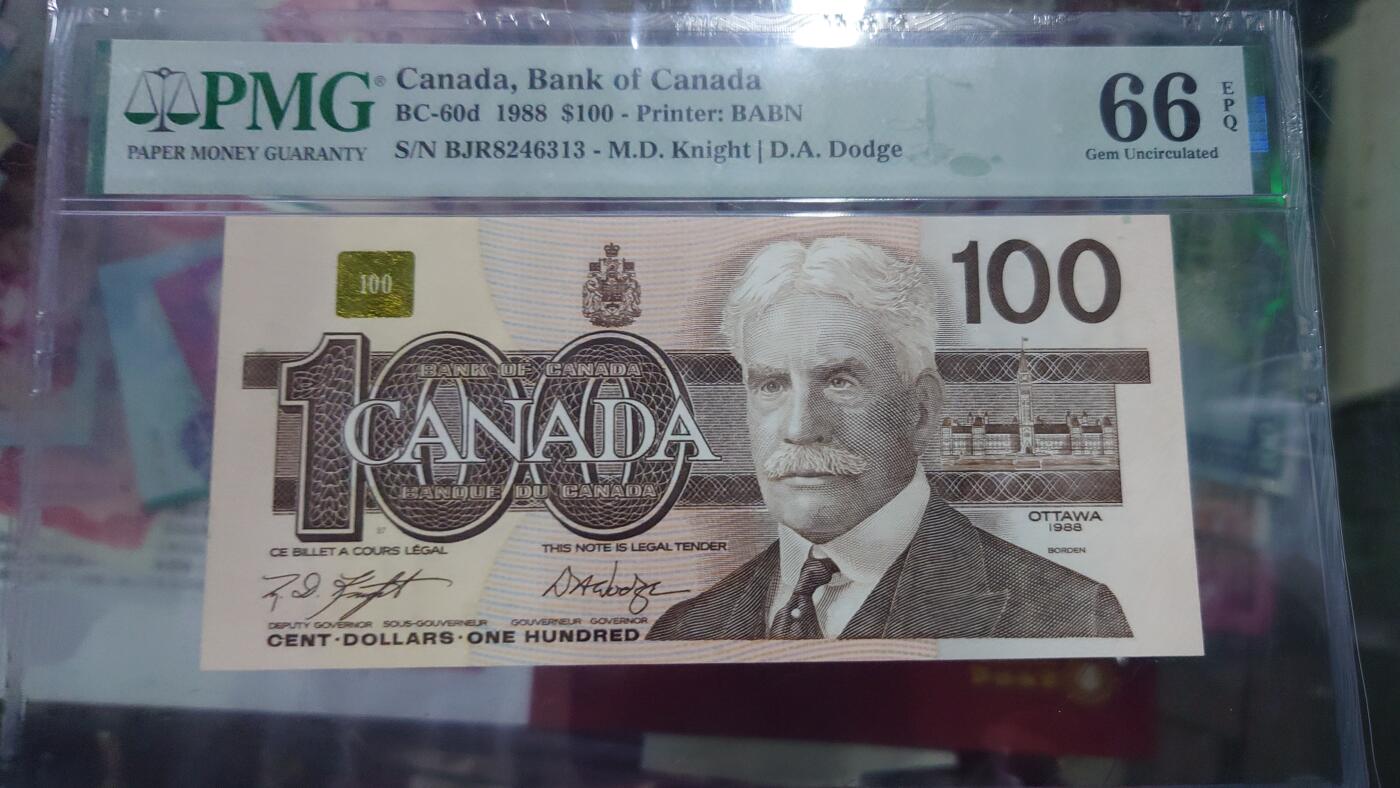 PMG®
PAPER MONEY GUARANTY
Canada, Bank of Canada
BC-60d 1988 $100 - Printer: BABN
S/N BJR8246313 - M.D. Knight | D.A. Dodge
66
EPQ
Gem Uncirculated
100
100
BANK OF CANADA
100
CANADA
BANQUE DU CANADA
OTTAWA
1988
BORDEN
CE BILLET A COURS LÉGAL
THIS NOTE IS LEGAL TENDER
DEPUTY GOVERNOR SOUS-GOUVERNEUR GOUVERNEUR GOVERNOR
CENT·DOLLARS·ONE HUNDRED